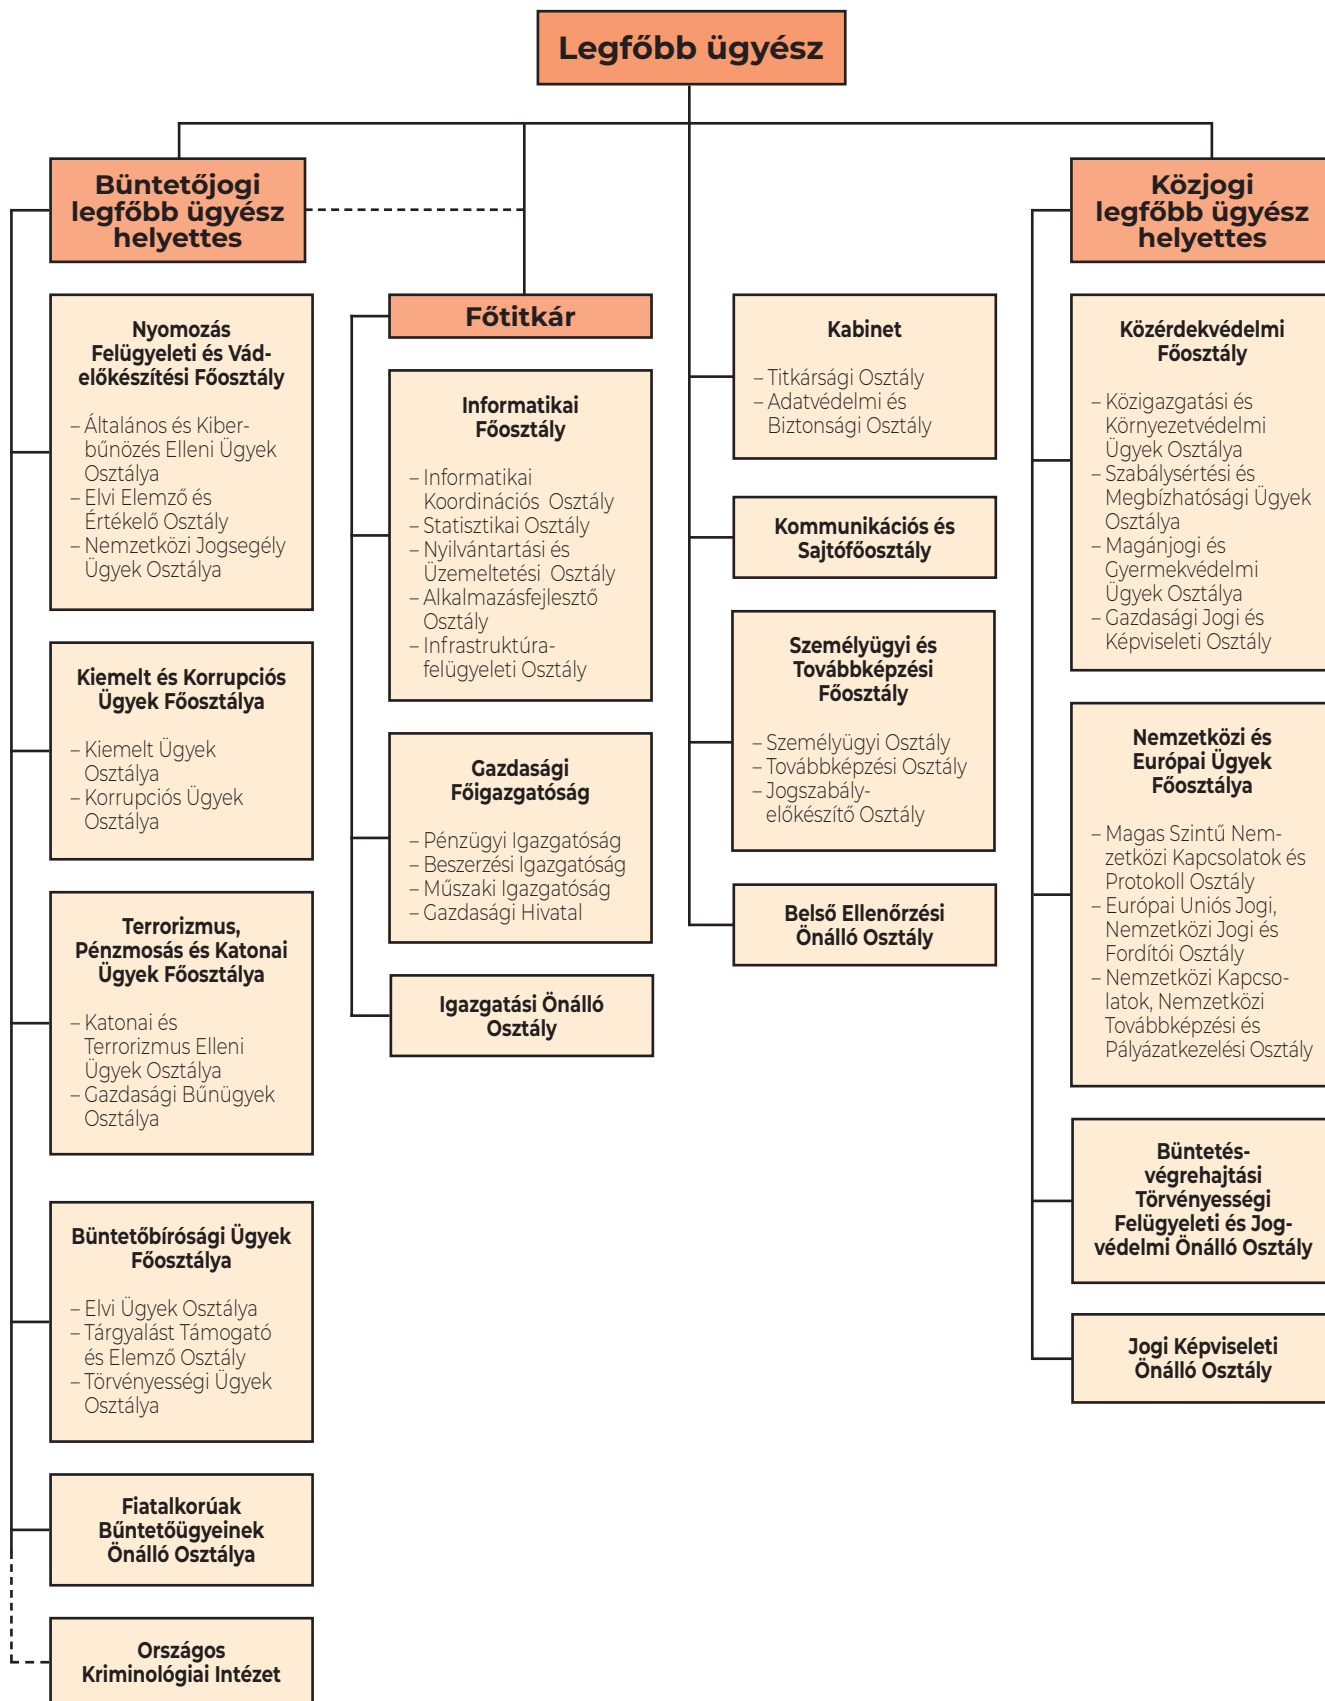 Legfőbb ügyész
Büntetőjogi
legfőbb ügyész
helyettes
Nyomozás
Felügyeleti és Vád-
előkészítési Főosztály
– Általános és Kiber-
bűnözés Elleni Ügyek
Osztálya
– Elvi Elemző és
Értékelő Osztály
– Nemzetközi Jogsegély
Ügyek Osztálya
Kiemelt és Korrupciós
Ügyek Főosztálya
– Kiemelt Ügyek
Osztálya
– Korrupciós Ügyek
Osztálya
Terrorizmus,
Pénzmosás és Katonai
Ügyek Főosztálya
– Katonai és
Terrorizmus Elleni
Ügyek Osztálya
– Gazdasági Bűnügyek
Osztálya
Büntetőbírósági Ügyek
Főosztálya
– Elvi Ügyek Osztálya
– Tárgyalást Támogató
és Elemző Osztály
– Törvényességi Ügyek
Osztálya
Fiatalkorúak
Bűntetőügyeinek
Önálló Osztálya
Országos
Kriminológiai Intézet
Főtitkár
Informatikai
Főosztály
– Informatikai
Koordinációs Osztály
– Statisztikai Osztály
– Nyilvántartási és
Üzemeltetési Osztály
– Alkalmazásfejlesztő
Osztály
– Infrastruktúra-
felügyeleti Osztály
Gazdasági
Főigazgatóság
– Pénzügyi Igazgatóság
– Beszerzési Igazgatóság
– Műszaki Igazgatóság
– Gazdasági Hivatal
Igazgatási Önálló
Osztály
Kabinet
– Titkársági Osztály
– Adatvédelmi és
Biztonsági Osztály
Kommunikációs és
Sajtófőosztály
Személyügyi és
Továbbképzési
Főosztály
– Személyügyi Osztály
– Továbbképzési Osztály
– Jogszabály-
előkészítő Osztály
Belső Ellenőrzési
Önálló Osztály
Közjogi
legfőbb ügyész
helyettes
Közérdekvédelmi
Főosztály
– Közigazgatási és
Környezetvédelmi
Ügyek Osztálya
– Szabálysértési és
Megbízhatósági Ügyek
Osztálya
– Magánjogi és
Gyermekvédelmi
Ügyek Osztálya
– Gazdasági Jogi és
Képviseleti Osztály
Nemzetközi és
Európai Ügyek
Főosztálya
– Magas Szintű Nem-
zetközi Kapcsolatok és
Protokoll Osztály
– Európai Uniós Jogi,
Nemzetközi Jogi és
Fordítói Osztály
– Nemzetközi Kapcso-
latok, Nemzetközi
Továbbképzési és
Pályázatkezelési Osztály
Büntetés-
végrehajtási
Törvényességi
Felügyeleti és Jog-
védelmi Önálló Osztály
Jogi Képviseleti
Önálló Osztály